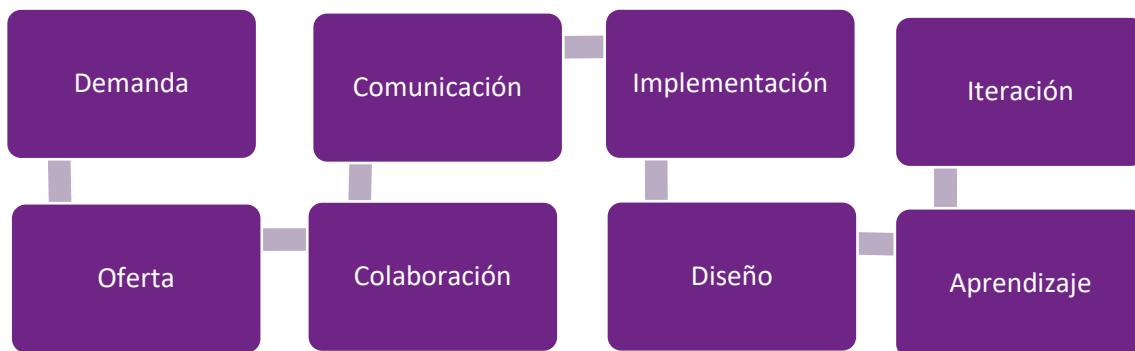 Demanda
Oferta
Colaboración
Comunicación
Implementación
Diseño
Aprendizaje
Iteración